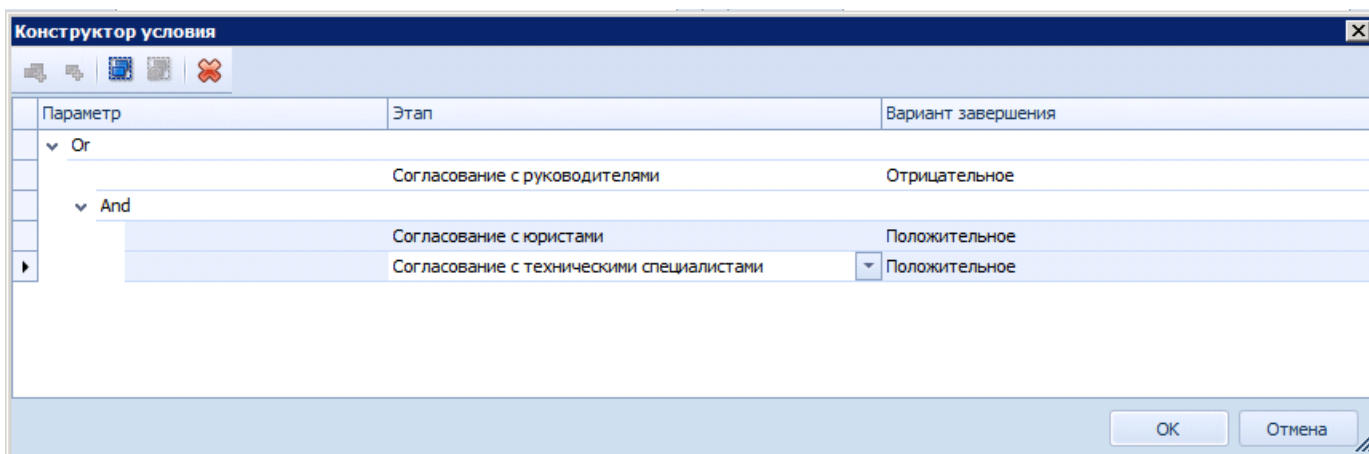 Конструктор условия
Параметр Этап Вариант завершения
Or
Согласование с руководителями Отрицательное
And
Согласование с юристами Положительное
Согласование с техническими специалистами Положительное
OK Отмена